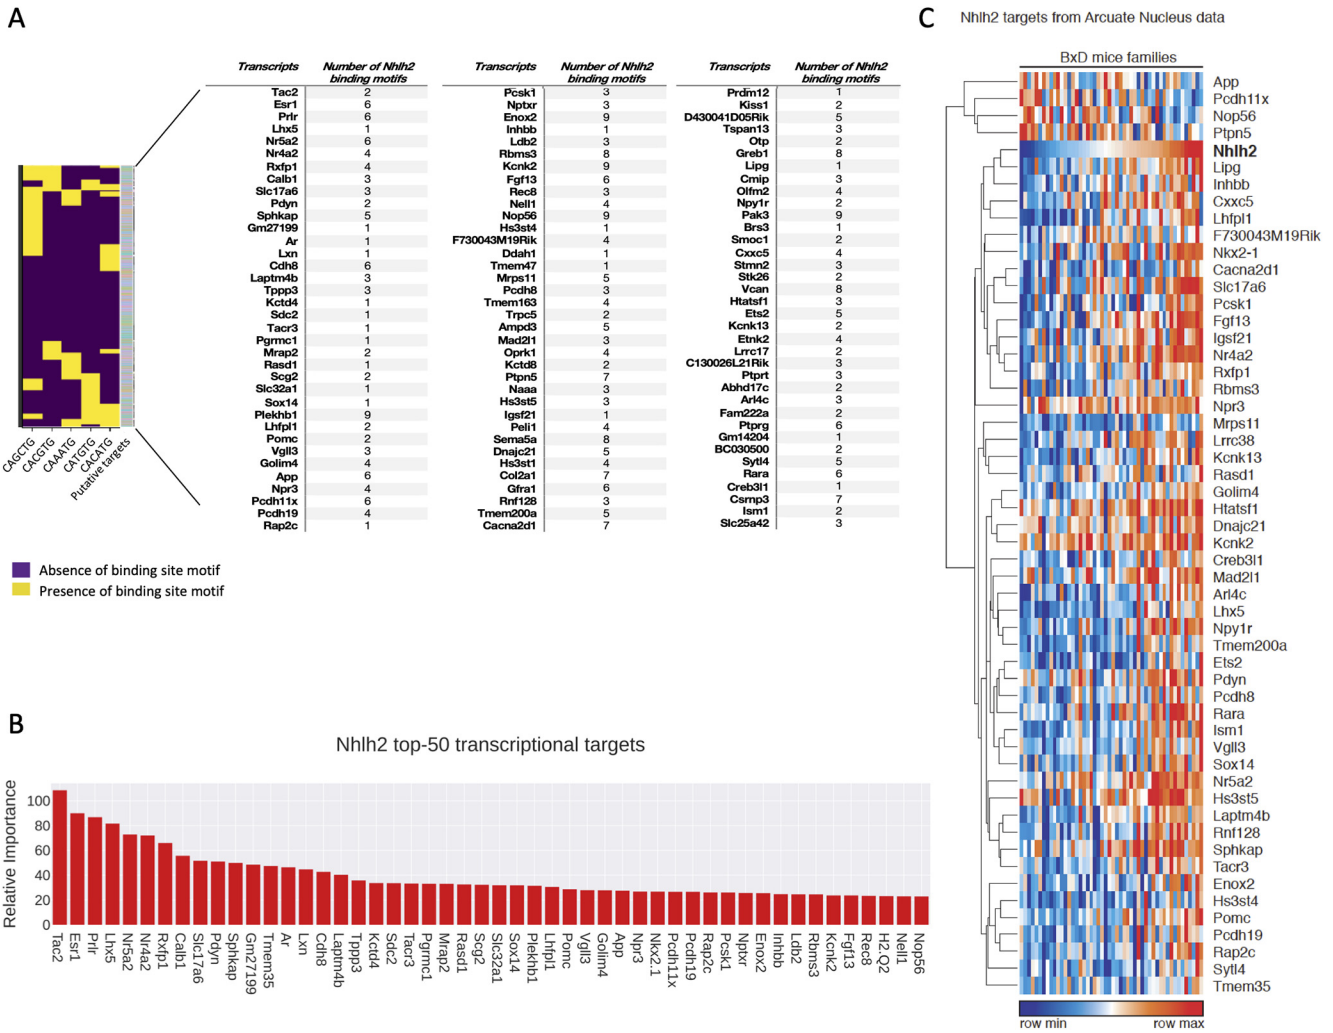 A
Transcripts Number of Nhlh2 binding motifs
Tac2 2
Esr1 6
Prlr 6
Lhx5 1
Nr5a2 6
Nr4a2 4
Rxfp1 4
Calb1 3
Slc17a6 3
Pdyn 2
Sphkap 5
Gm27199 1
Ar 1
Lxn 1
Cdh8 6
Laptm4b 3
Tppp3 3
Kctd4 1
Sdc2 1
Tacr3 1
Pgrmc1 1
Mrap2 2
Rasd1 1
Scg2 2
Slc32a1 1
Sox14 1
Plekhb1 9
Lhfpl1 2
Pomc 2
Vgll3 2
Golim4 4
App 6
Npr3 4
Pcdh11x 6
Pcdh19 4
Rap2c 1
Transcripts Number of Nhlh2 binding motifs
Pcsk1 3
Nptxr 3
Enox2 9
Inhbb 1
Ldb2 3
Rbms3 8
Kcnk2 9
Fgf13 6
Rec8 3
Nell1 4
Nop56 9
Hs3st4 1
F730043M19Rik 4
Ddah1 1
Tmem47 1
Mrps11 5
Pcdh8 3
Tmem163 4
Trpc5 2
Ampd3 5
Mad2l1 3
Oprk1 4
Kctd8 2
Ptpn5 7
Naaa 3
Hs3st5 3
Igsf21 1
Peli1 4
Sema5a 8
Dnajc21 5
Hs3st1 4
Col2a1 7
Gfra1 6
Rnf128 3
Tmem200a 5
Cacna2d1 7
Transcripts Number of Nhlh2 binding motifs
Prdm12 1
Kiss1 2
D430041D05Rik 5
Tspan13 3
Otp 2
Greb1 8
Lipg 1
Cmip 3
Olfm2 4
Npy1r 2
Pak3 9
Brs3 1
Smoc1 2
Cxxc5 4
Stmn2 3
Stk26 2
Vcan 8
Htatsf1 3
Ets2 5
Kcnk13 2
Etnk2 4
Lrrc17 2
C130026L21Rik 3
Ptprt 3
Abhd17c 2
Arl4c 3
Fam222a 2
Ptprg 6
Gm14204 1
BC030500 2
Sytl4 5
Rara 6
Creb3l1 1
Csrnp3 7
Ism1 2
Slc25a42 3
CAGCTG
CACGTG
CAAATG
CATGTG
CACATG
Putative targets
Absence of binding site motif
Presence of binding site motif
B
Nhlh2 top-50 transcriptional targets
Relative Importance
100
80
60
40
20
0
Tac2
Esr1
Prlr
Lhx5
Nr5a2
Nr4a2
Rxfp1
Calb1
Slc17a6
Pdyn
Sphkap
Gm27199
Tmem35
Ar
Lxn
Cdh8
Laptm4b
Tppp3
Kctd4
Sdc2
Tacr3
Pgrmc1
Mrap2
Rasd1
Scg2
Slc32a1
Sox14
Plekhb1
Lhfpl1
Pomc
Vgll3
Golim4
App
Npr3
Nkx2.1
Pcdh11x
Pcdh19
Rap2c
Pcsk1
Nptxr
Enox2
Inhbb
Ldb2
Rbms3
Kcnk2
Fgf13
Rec8
H2.Q2
Nell1
Nop56
C
Nhlh2 targets from Arcuate Nucleus data
BxD mice families
App
Pcdh11x
Nop56
Ptpn5
Nhlh2
Lipg
Inhbb
Cxxc5
Lhfpl1
F730043M19Rik
Nkx2-1
Cacna2d1
Slc17a6
Pcsk1
Fgf13
Igsf21
Nr4a2
Rxfp1
Rbms3
Npr3
Mrps11
Lrrc38
Kcnk13
Rasd1
Golim4
Htatsf1
Dnajc21
Kcnk2
Creb3l1
Mad2l1
Arl4c
Lhx5
Npy1r
Tmem200a
Ets2
Pdyn
Pcdh8
Rara
Ism1
Vgll3
Sox14
Nr5a2
Hs3st5
Laptm4b
Rnf128
Sphkap
Tacr3
Enox2
Hs3st4
Pomc
Pcdh19
Rap2c
Sytl4
Tmem35
row min row max